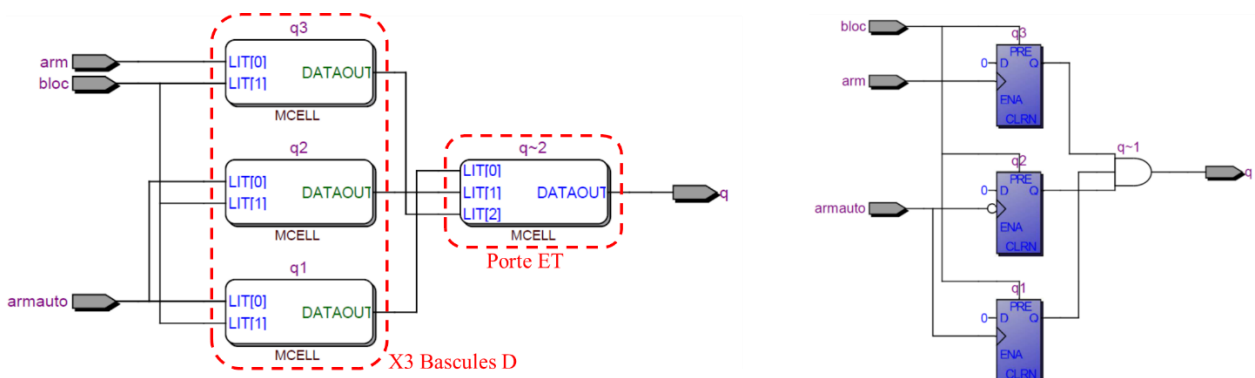 q3
arm
bloc
LIT[0]
LIT[1]
DATAOUT
MCELL
q2
LIT[0]
LIT[1]
DATAOUT
MCELL
q1
armauto
LIT[0]
LIT[1]
DATAOUT
MCELL
X3 Bascules D
q~2
LIT[0]
LIT[1]
LIT[2]
DATAOUT
MCELL
Porte ET
q
bloc
q3
PRE
0 D Q
arm
ENA
CLRN
q2
PRE
0 D Q
armauto
ENA
CLRN
q1
PRE
0 D Q
ENA
CLRN
q~1
q